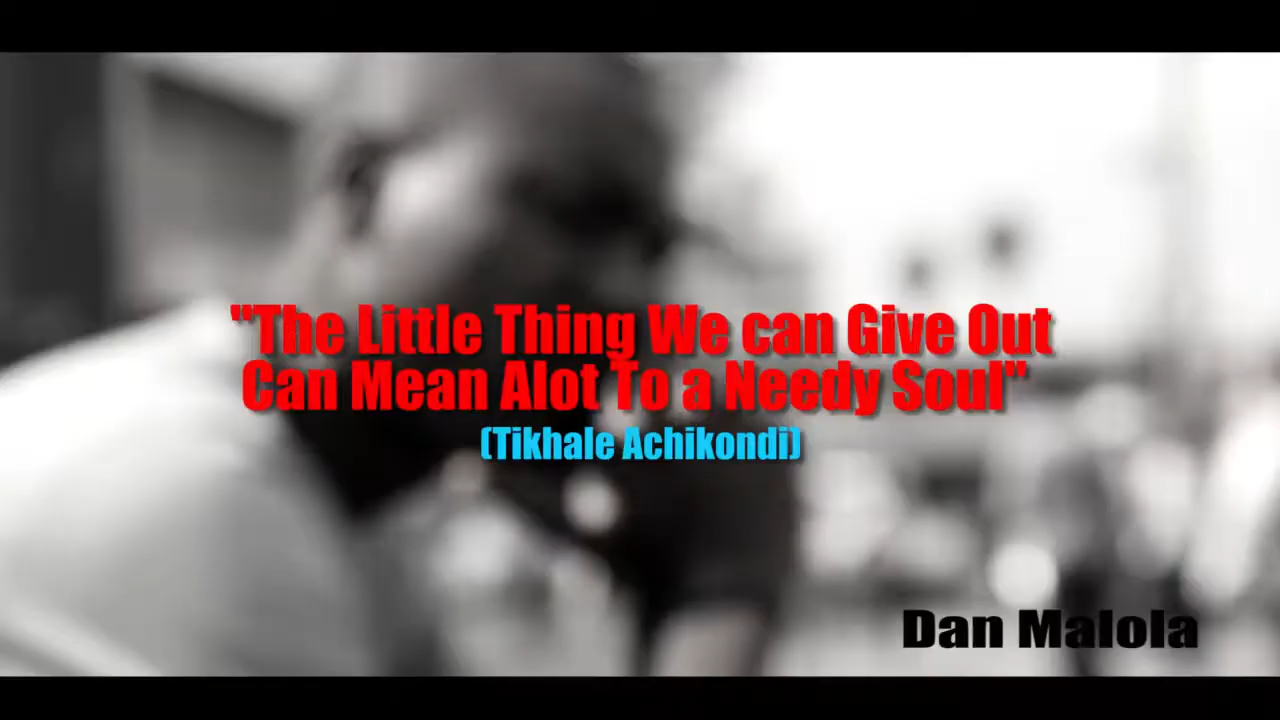 "The Little Thing We can Give Out
Can Mean Alot To a Needy Soul"
(Tikhale Achikondi)
Dan Malola